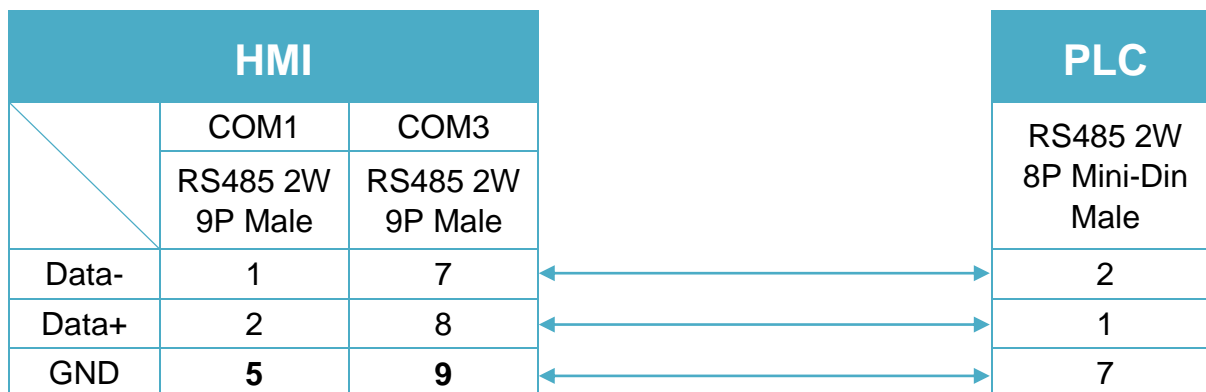 HMI
PLC
COM1 COM3
RS485 2W
9P Male
RS485 2W
9P Male
RS485 2W
8P Mini-Din
Male
Data- 1 7 2
Data+ 2 8 1
GND 5 9 7